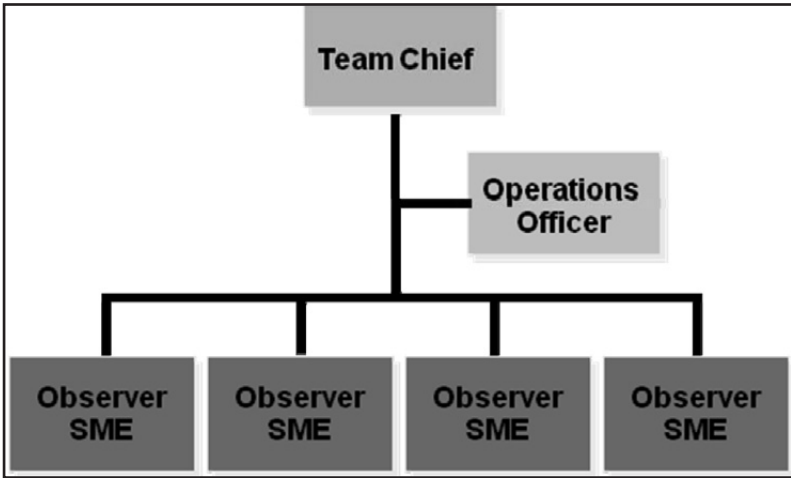 Team Chief
Operations
Officer
Observer
SME
Observer
SME
Observer
SME
Observer
SME